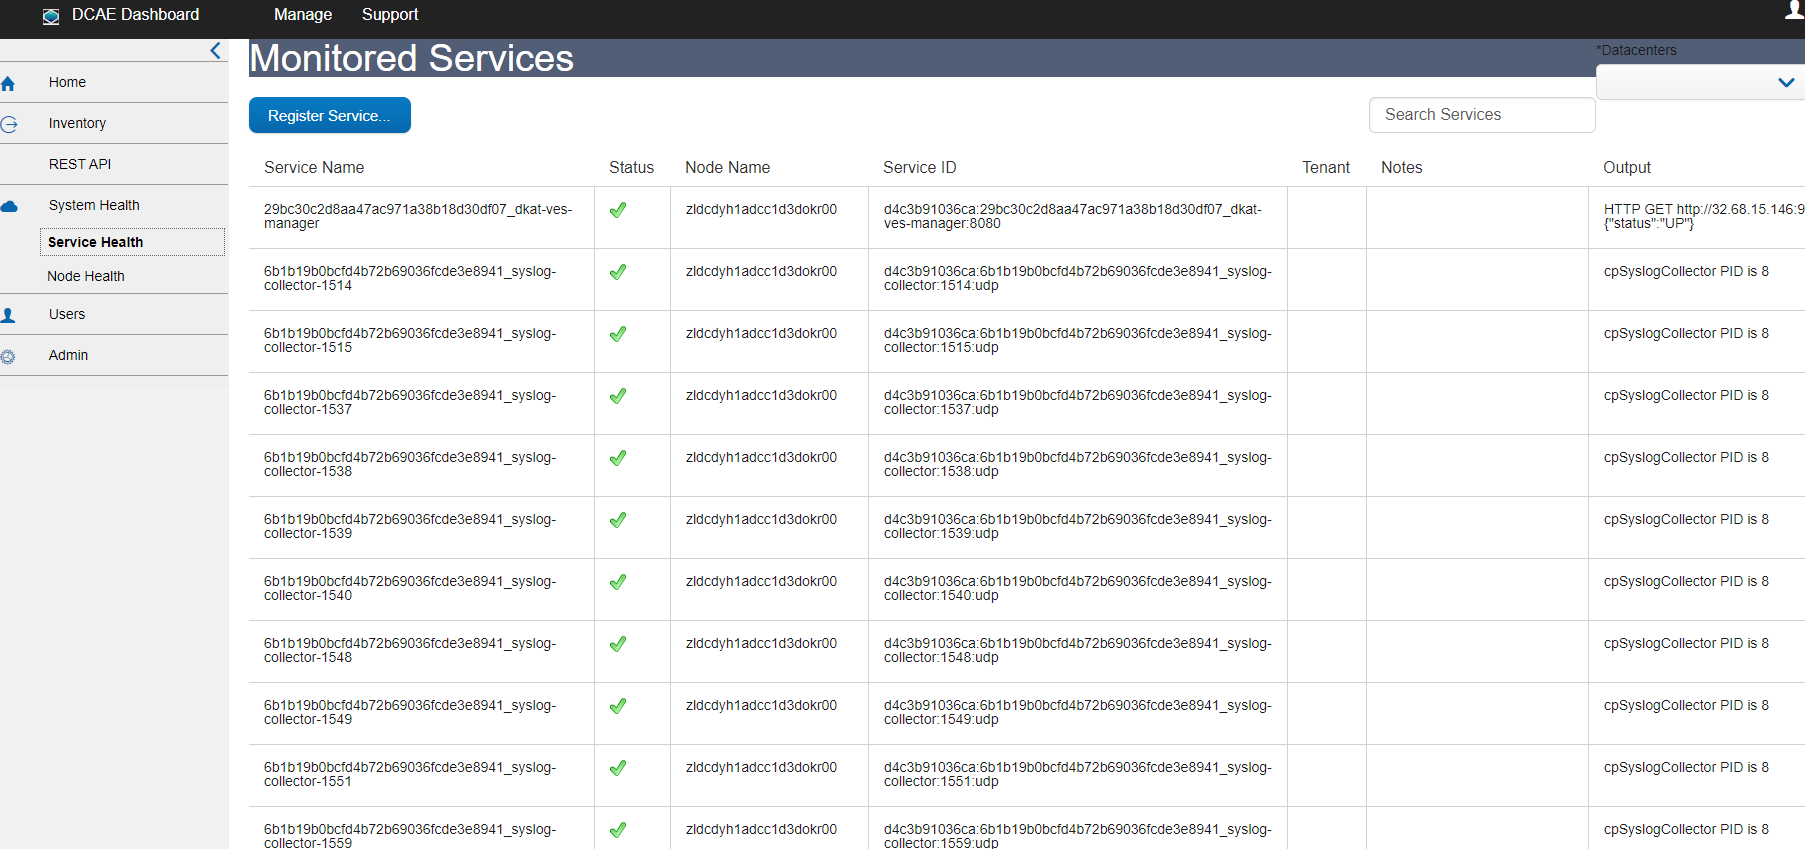 DCAE Dashboard Manage Support
*Datacenters
Monitored Services
Home
Inventory
REST API
System Health
Service Health
Node Health
Users
Admin
Register Service...
Search Services
Service Name Status Node Name Service ID Tenant Notes Output
29bc30c2d8aa47ac971a38b18d30df07_dkat-ves- zldcdyh1adcc1d3dokr00 d4c3b91036ca:29bc30c2d8aa47ac971a38b18d30df07_dkat- HTTP GET http://32.68.15.146:9
manager ves-manager:8080 {"status":"UP"}
6b1b19b0bcfd4b72b69036fcde3e8941_syslog- zldcdyh1adcc1d3dokr00 d4c3b91036ca:6b1b19b0bcfd4b72b69036fcde3e8941_syslog- cpSyslogCollector PID is 8
collector-1514 collector:1514:udp
6b1b19b0bcfd4b72b69036fcde3e8941_syslog- zldcdyh1adcc1d3dokr00 d4c3b91036ca:6b1b19b0bcfd4b72b69036fcde3e8941_syslog- cpSyslogCollector PID is 8
collector-1515 collector:1515:udp
6b1b19b0bcfd4b72b69036fcde3e8941_syslog- zldcdyh1adcc1d3dokr00 d4c3b91036ca:6b1b19b0bcfd4b72b69036fcde3e8941_syslog- cpSyslogCollector PID is 8
collector-1537 collector:1537:udp
6b1b19b0bcfd4b72b69036fcde3e8941_syslog- zldcdyh1adcc1d3dokr00 d4c3b91036ca:6b1b19b0bcfd4b72b69036fcde3e8941_syslog- cpSyslogCollector PID is 8
collector-1538 collector:1538:udp
6b1b19b0bcfd4b72b69036fcde3e8941_syslog- zldcdyh1adcc1d3dokr00 d4c3b91036ca:6b1b19b0bcfd4b72b69036fcde3e8941_syslog- cpSyslogCollector PID is 8
collector-1539 collector:1539:udp
6b1b19b0bcfd4b72b69036fcde3e8941_syslog- zldcdyh1adcc1d3dokr00 d4c3b91036ca:6b1b19b0bcfd4b72b69036fcde3e8941_syslog- cpSyslogCollector PID is 8
collector-1540 collector:1540:udp
6b1b19b0bcfd4b72b69036fcde3e8941_syslog- zldcdyh1adcc1d3dokr00 d4c3b91036ca:6b1b19b0bcfd4b72b69036fcde3e8941_syslog- cpSyslogCollector PID is 8
collector-1548 collector:1548:udp
6b1b19b0bcfd4b72b69036fcde3e8941_syslog- zldcdyh1adcc1d3dokr00 d4c3b91036ca:6b1b19b0bcfd4b72b69036fcde3e8941_syslog- cpSyslogCollector PID is 8
collector-1549 collector:1549:udp
6b1b19b0bcfd4b72b69036fcde3e8941_syslog- zldcdyh1adcc1d3dokr00 d4c3b91036ca:6b1b19b0bcfd4b72b69036fcde3e8941_syslog- cpSyslogCollector PID is 8
collector-1551 collector:1551:udp
6b1b19b0bcfd4b72b69036fcde3e8941_syslog- zldcdyh1adcc1d3dokr00 d4c3b91036ca:6b1b19b0bcfd4b72b69036fcde3e8941_syslog- cpSyslogCollector PID is 8
collector-1559 collector:1559:udp